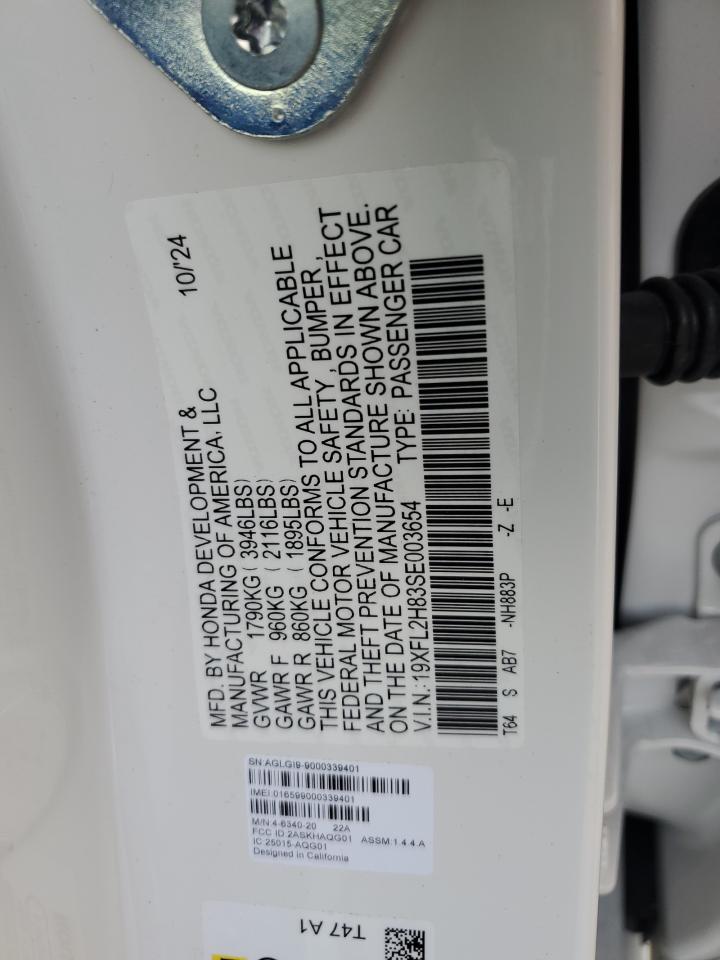 10/'24
MFD. BY HONDA DEVELOPMENT &
MANUFACTURING OF AMERICA, LLC
GVWR 1790KG ( 3946LBS)
GAWR F 960KG ( 2116LBS)
GAWR R 860KG ( 1895LBS)
THIS VEHICLE CONFORMS TO ALL APPLICABLE
FEDERAL MOTOR VEHICLE SAFETY , BUMPER ,
AND THEFT PREVENTION STANDARDS IN EFFECT
ON THE DATE OF MANUFACTURE SHOWN ABOVE.
V.I.N.: 19XFL2H83SE003654 TYPE: PASSENGER CAR
T64 S AB7 -NH883P -Z -E
SN:AGLGI9-9000339401
IMEI:016599000339401
M/N:4-6340-20 22A
FCC ID:2ASKHAQG01 ASSM:1.4.4.A
IC:25015-AQG01
Designed in California
T47 A1